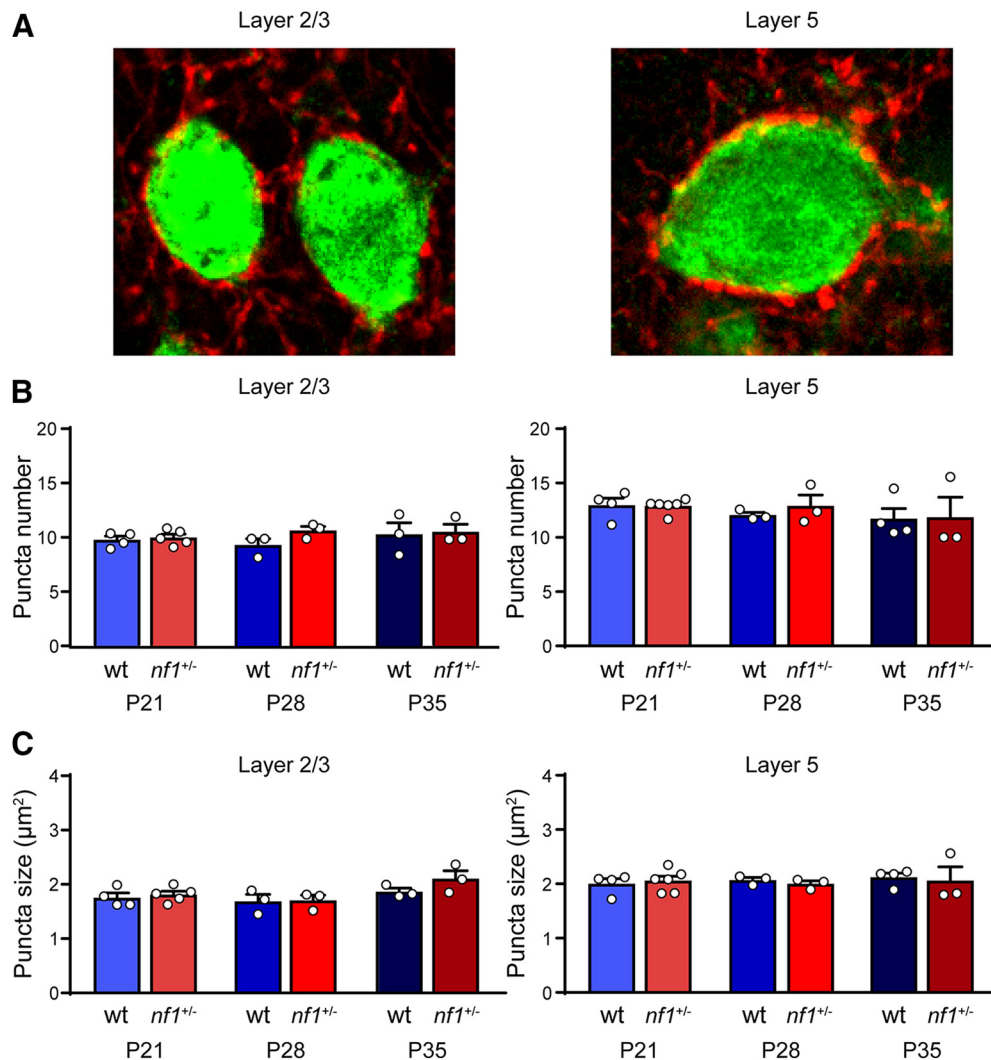 A
Layer 2/3
Layer 5
B
Layer 2/3
Layer 5
Puncta number
20
15
10
5
0
wt nf1+/- wt nf1+/- wt nf1+/-
P21 P28 P35
Puncta number
20
15
10
5
0
wt nf1+/- wt nf1+/- wt nf1+/-
P21 P28 P35
C
Layer 2/3
Layer 5
Puncta size (µm²)
4
3
2
1
0
wt nf1+/- wt nf1+/- wt nf1+/-
P21 P28 P35
Puncta size (µm²)
4
3
2
1
0
wt nf1+/- wt nf1+/- wt nf1+/-
P21 P28 P35